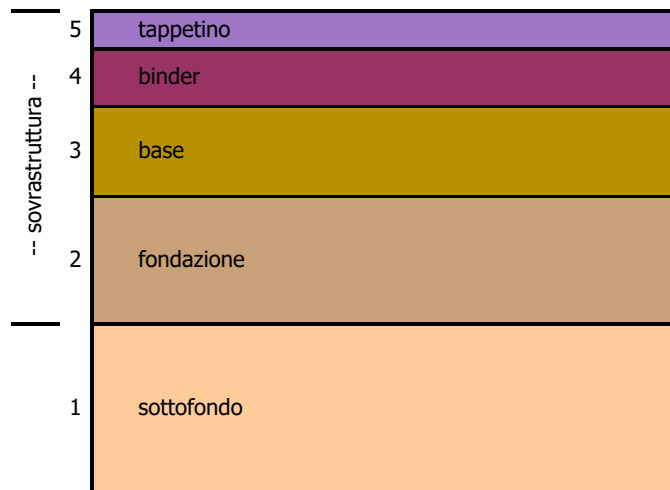 5 tappetino
4 binder
3 base
2 fondazione
1 sottofondo
-- sovrastruttura --